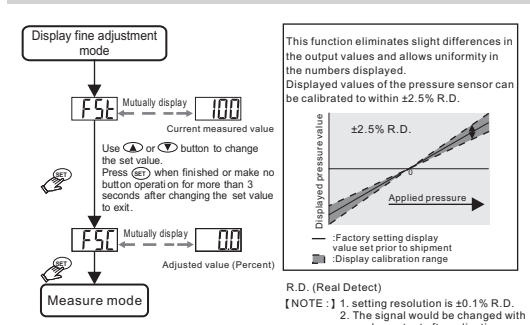 Display fine adjustment
mode
FSt
Mutually display
100
Current measured value
Use or button to change
the set value.
Press SET when finished or make no
button operation for more than 3
seconds after changing the set value
to exit.
SET
FSC
Mutually display
0.0
Adjusted value (Percent)
SET
Measure mode
This function eliminates slight differences in
the output values and allows uniformity in
the numbers displayed.
Displayed values of the pressure sensor can
be calibrated to within ±2.5% R.D.
Displayed pressure value
±2.5% R.D.
0
Applied pressure
:Factory setting display
value set prior to shipment
:Display calibration range
R.D. (Real Detect)
【NOTE :】1. setting resolution is ±0.1% R.D.
2. The signal would be changed with